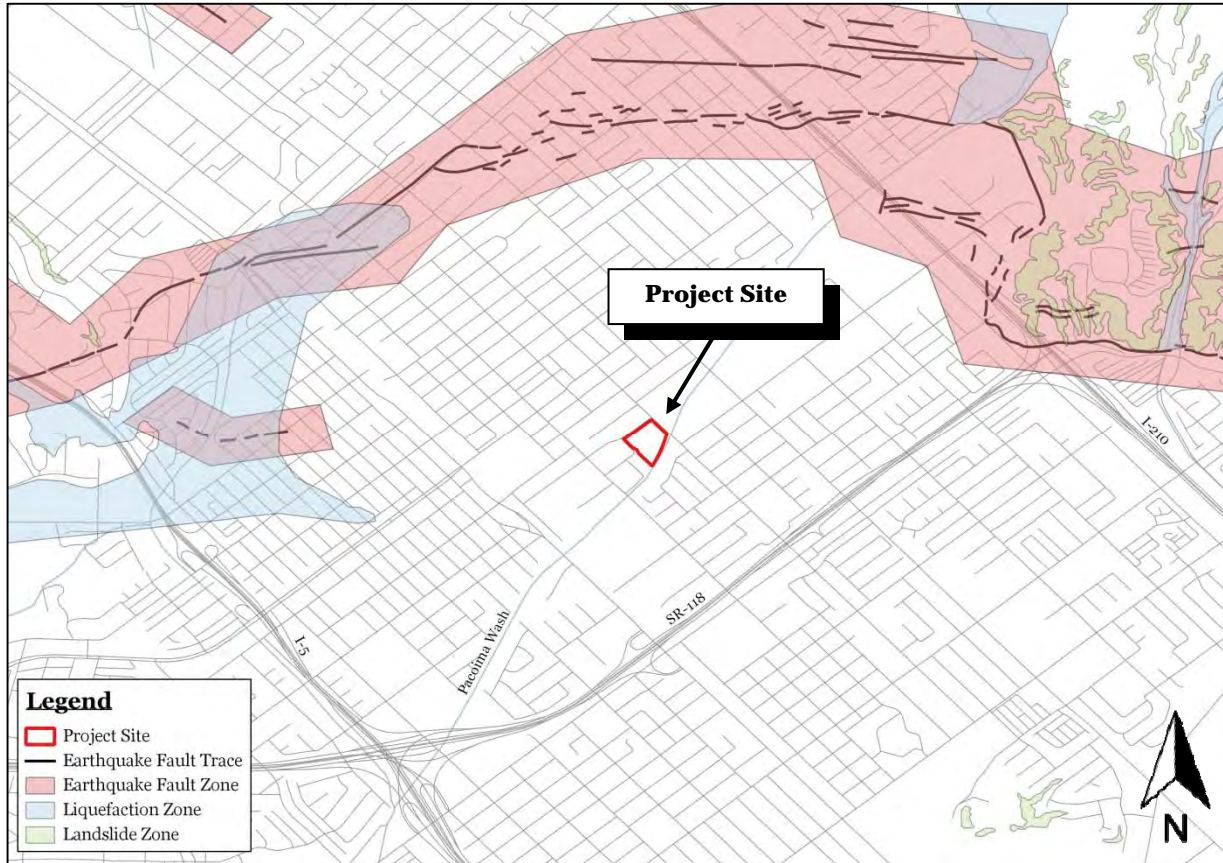 Project Site
I-210
SR-118
I-5
Pacoima Wash
Legend
Project Site
Earthquake Fault Trace
Earthquake Fault Zone
Liquefaction Zone
Landslide Zone
N